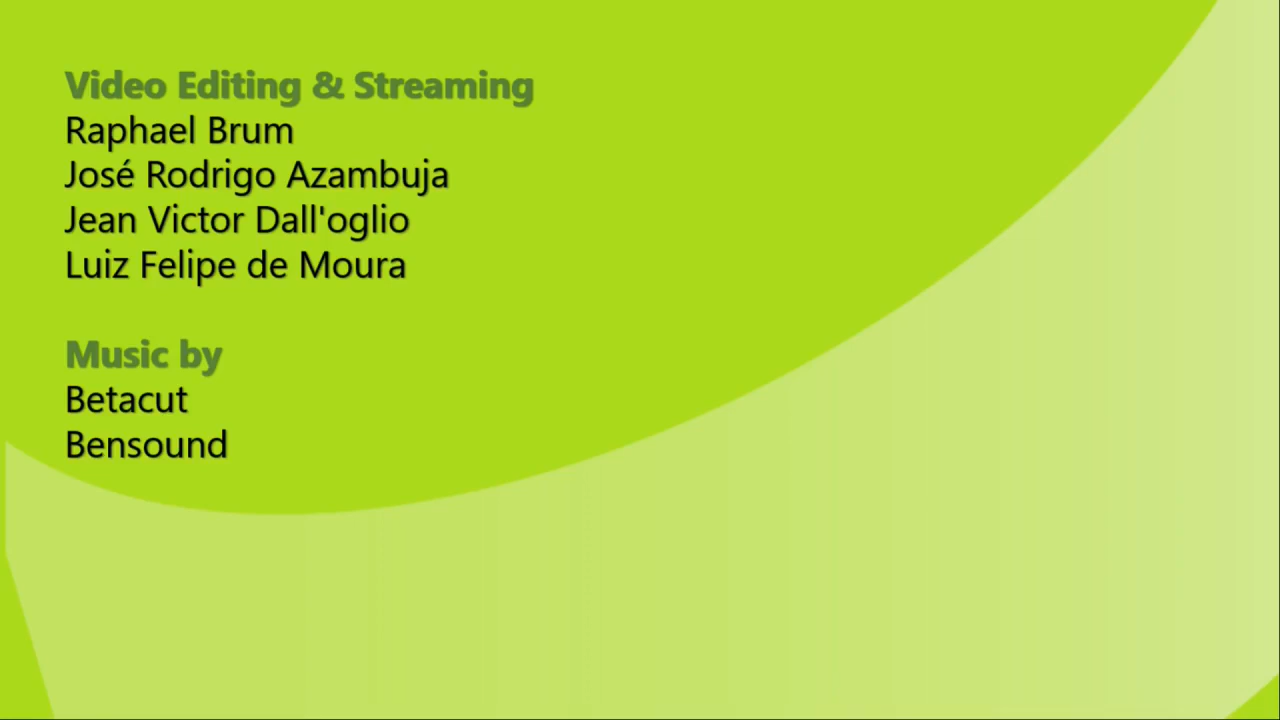 Video Editing & Streaming
Raphael Brum
José Rodrigo Azambuja
Jean Victor Dall'oglio
Luiz Felipe de Moura
Music by
Betacut
Bensound